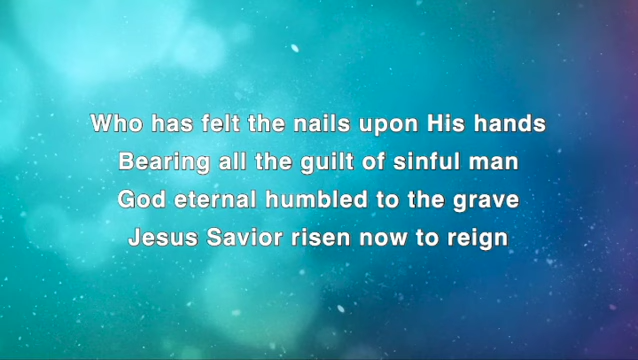 Who has felt the nails upon His hands
Bearing all the guilt of sinful man
God eternal humbled to the grave
Jesus Savior risen now to reign